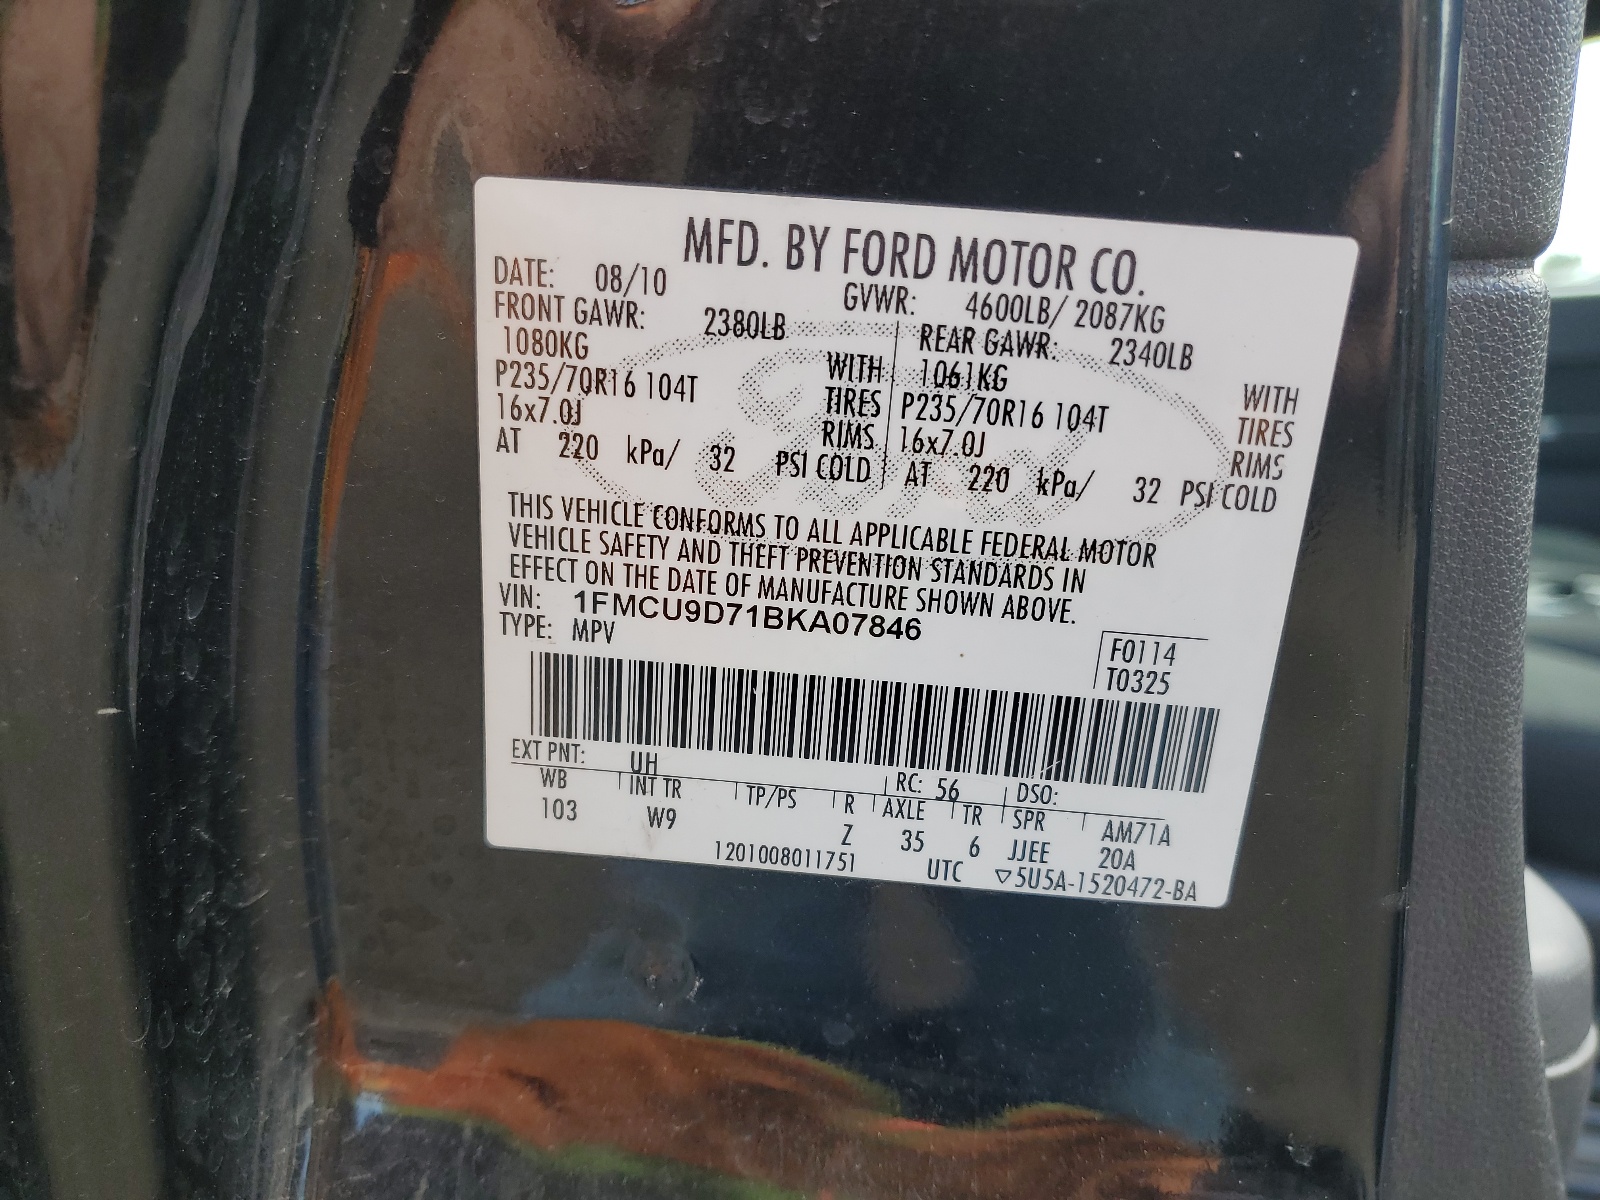 MFD. BY FORD MOTOR CO.
DATE: 08/10 GVWR: 4600LB/ 2087KG
FRONT GAWR: 2380LB REAR GAWR: 2340LB
1080KG WITH 1061KG WITH
P235/70R16 104T TIRES P235/70R16 104T TIRES
16x7.0J RIMS 16x7.0J RIMS
AT 220 kPa/ 32 PSI COLD AT 220 kPa/ 32 PSI COLD
THIS VEHICLE CONFORMS TO ALL APPLICABLE FEDERAL MOTOR
VEHICLE SAFETY AND THEFT PREVENTION STANDARDS IN
EFFECT ON THE DATE OF MANUFACTURE SHOWN ABOVE.
VIN: 1FMCU9D71BKA07846
TYPE: MPV
F0114
T0325
EXT PNT: UH RC: 56 DSO:
WB INT TR TP/PS R AXLE TR SPR AM71A
103 W9 Z 35 6 JJEE 20A
1201008011751 UTC ▽5U5A-1520472-BA